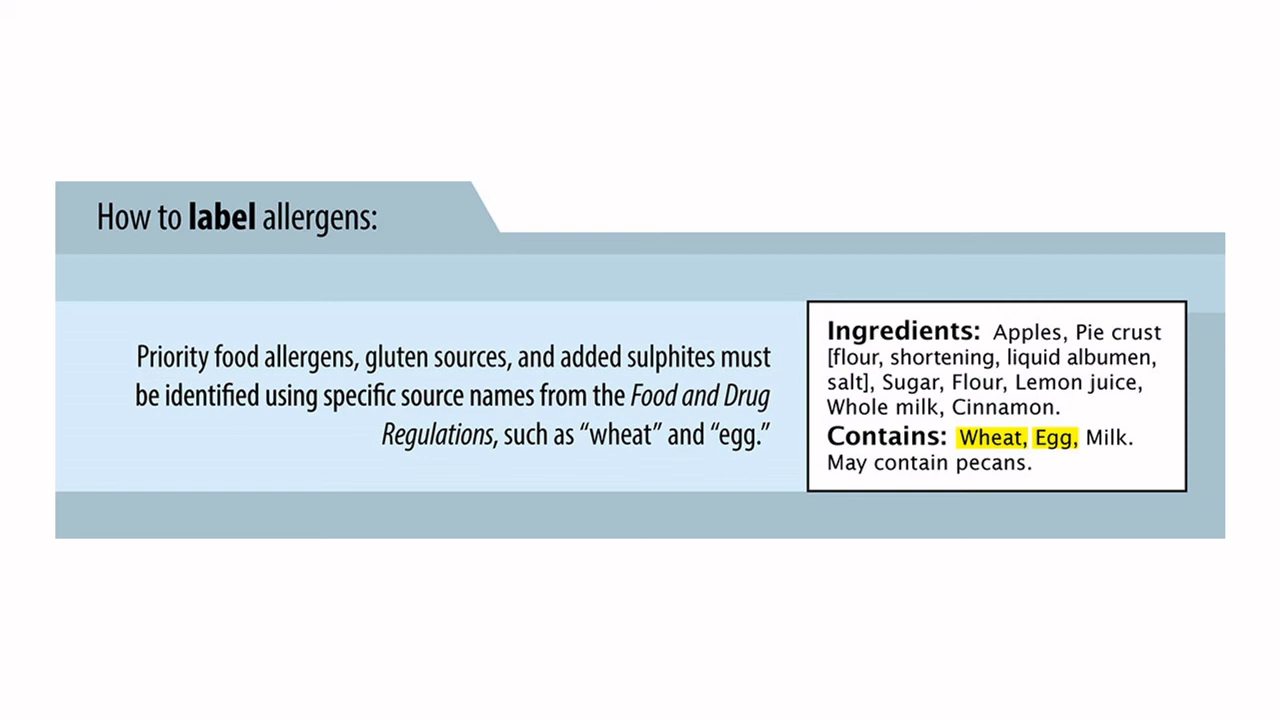 How to label allergens:
Priority food allergens, gluten sources, and added sulphites must
be identified using specific source names from the Food and Drug
Regulations, such as “wheat” and “egg.”
Ingredients: Apples, Pie crust
[flour, shortening, liquid albumen,
salt], Sugar, Flour, Lemon juice,
Whole milk, Cinnamon.
Contains: Wheat, Egg, Milk.
May contain pecans.